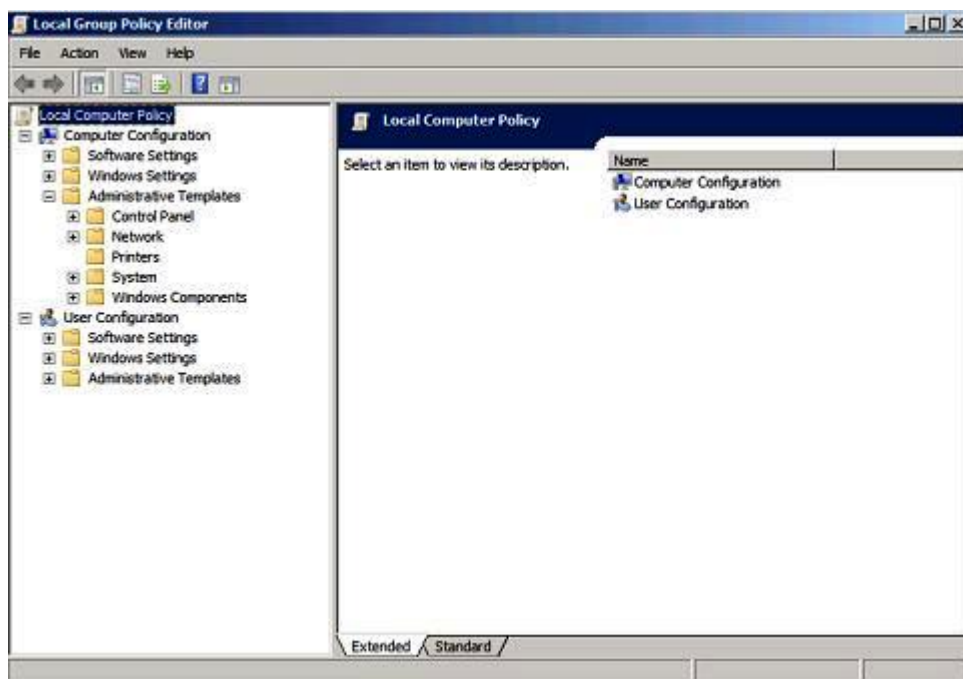 Local Group Policy Editor
File Action View Help
Local Computer Policy
Computer Configuration
Software Settings
Windows Settings
Administrative Templates
Control Panel
Network
Printers
System
Windows Components
User Configuration
Software Settings
Windows Settings
Administrative Templates
Local Computer Policy
Select an item to view its description.
Name
Computer Configuration
User Configuration
Extended Standard